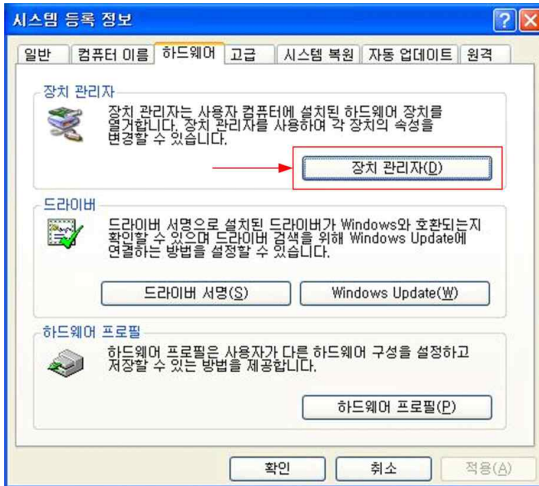 시스템 등록 정보
일반 컴퓨터 이름 하드웨어 고급 시스템 복원 자동 업데이트 원격
장치 관리자
장치 관리자는 사용자 컴퓨터에 설치된 하드웨어 장치를
열거합니다. 장치 관리자를 사용하여 각 장치의 속성을
변경할 수 있습니다.
장치 관리자(D)
드라이버
드라이버 서명으로 설치된 드라이버가 Windows와 호환되는지
확인할 수 있으며 드라이버 검색을 위해 Windows Update에
연결하는 방법을 설정할 수 있습니다.
드라이버 서명(S) Windows Update(W)
하드웨어 프로필
하드웨어 프로필은 사용자가 다른 하드웨어 구성을 설정하고
저장할 수 있는 방법을 제공합니다.
하드웨어 프로필(P)
확인 취소 적용(A)